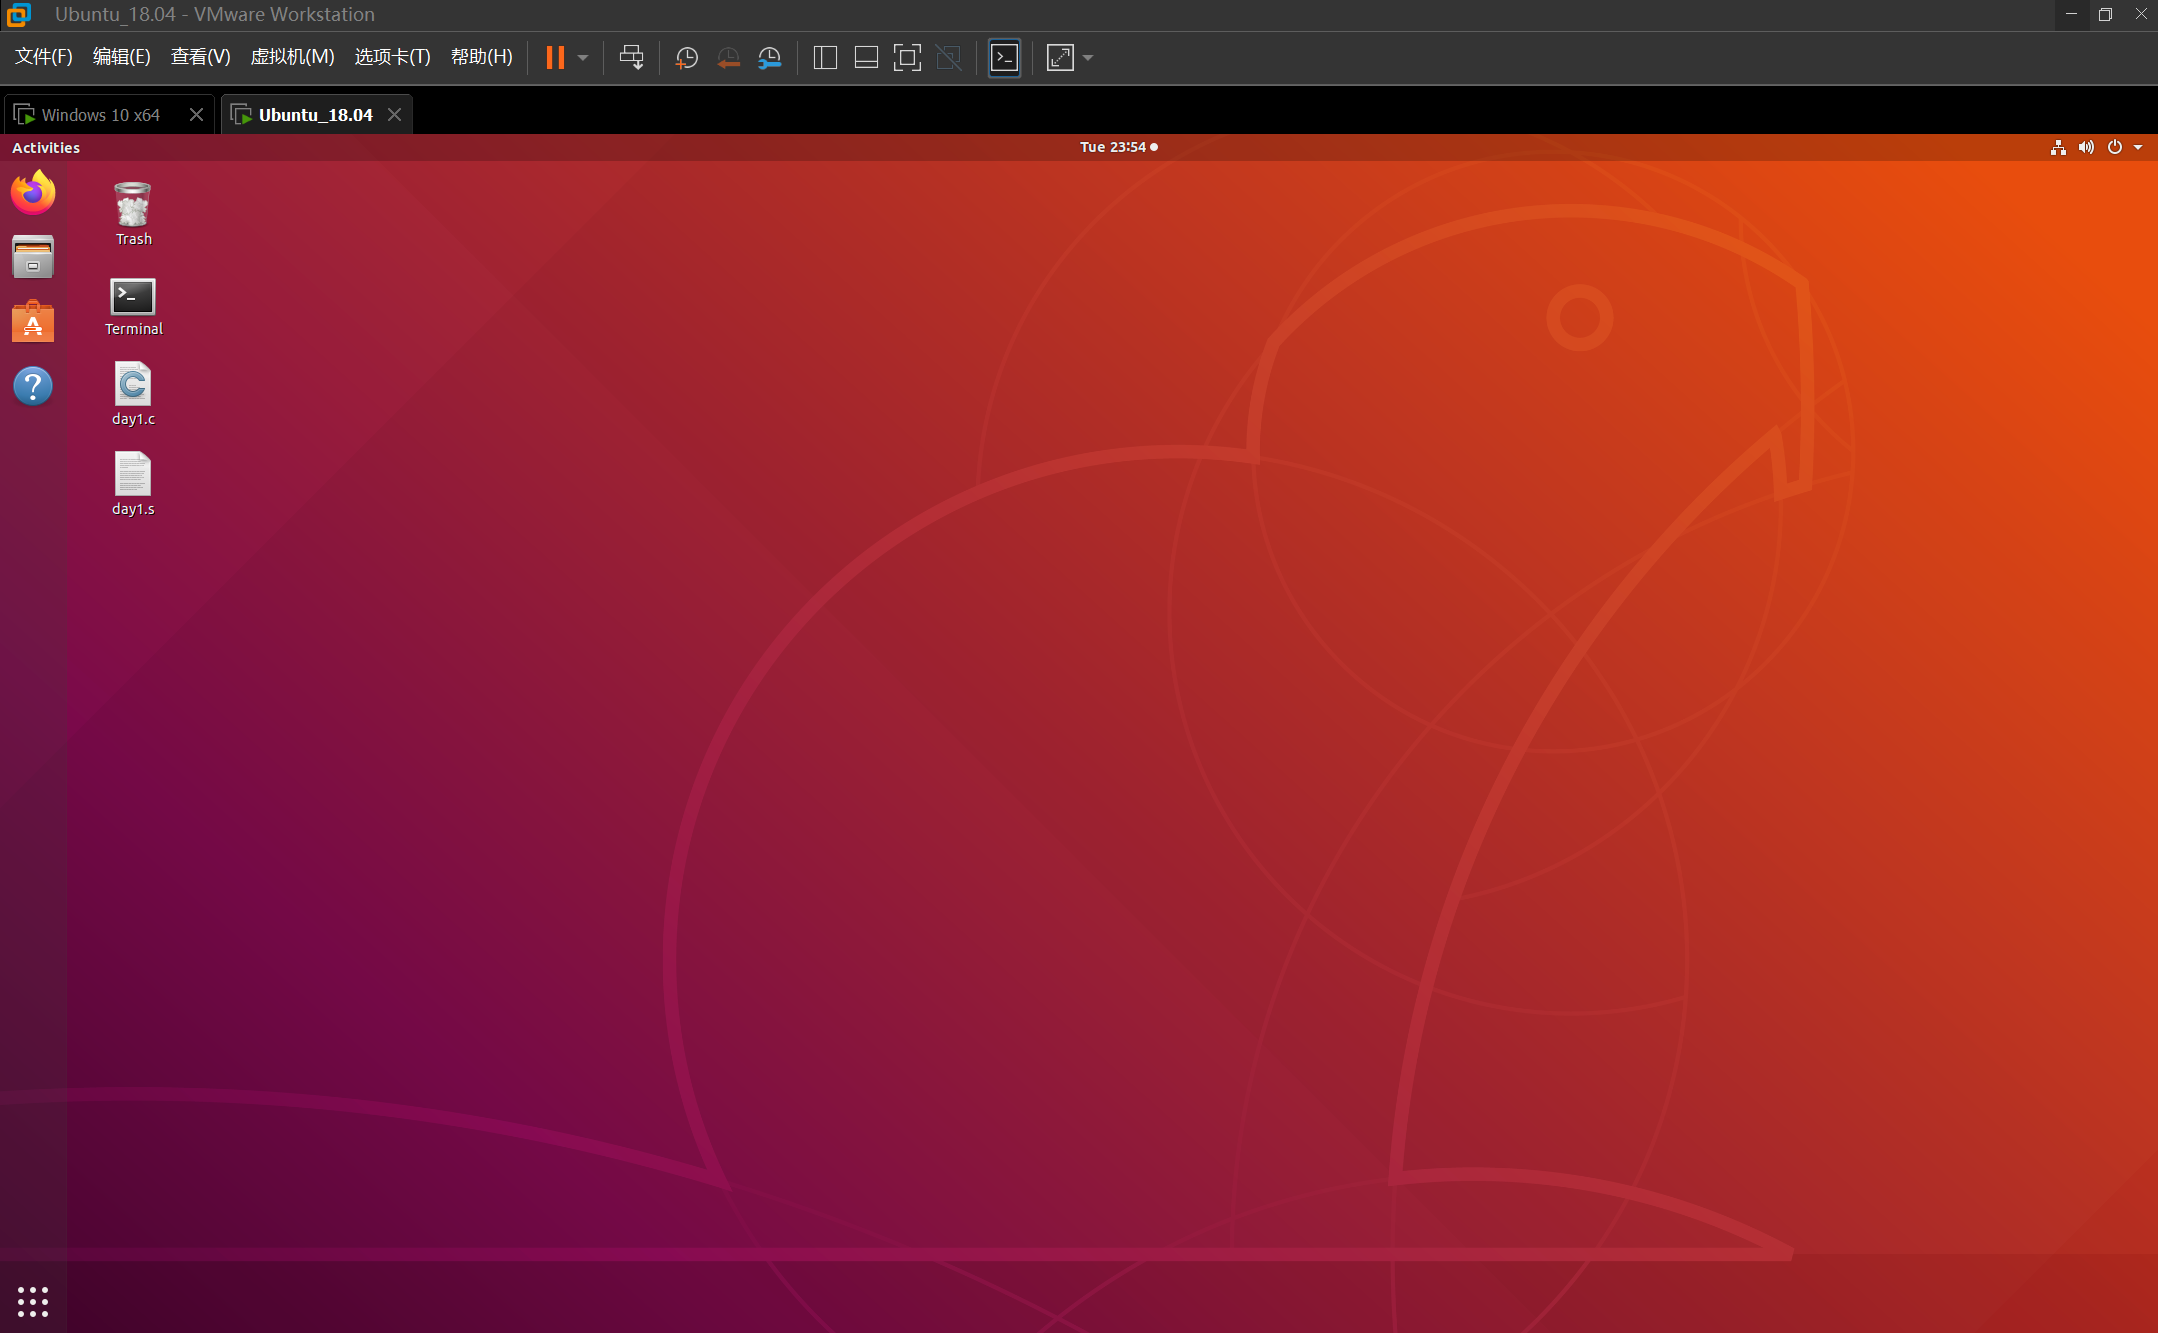 Ubuntu_18.04 - VMware Workstation
文件(F) 编辑(E) 查看(V) 虚拟机(M) 选项卡(T) 帮助(H)
Windows 10 x64 Ubuntu_18.04
Activities Tue 23:54
Trash
Terminal
day1.c
day1.s